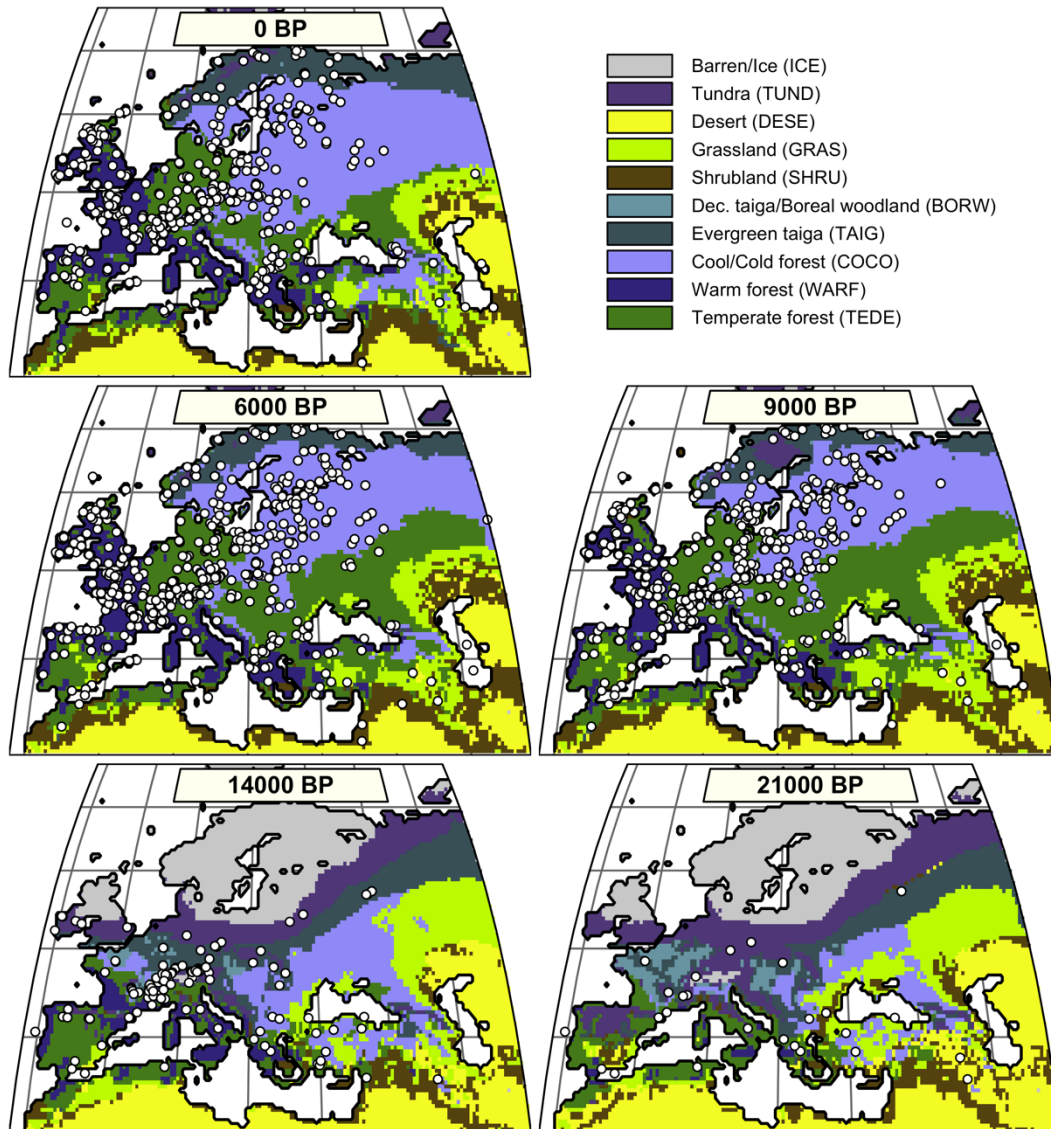 0 BP
Barren/Ice (ICE)
Tundra (TUND)
Desert (DESE)
Grassland (GRAS)
Shrubland (SHRU)
Dec. taiga/Boreal woodland (BORW)
Evergreen taiga (TAIG)
Cool/Cold forest (COCO)
Warm forest (WARF)
Temperate forest (TEDE)
6000 BP
9000 BP
14000 BP
21000 BP